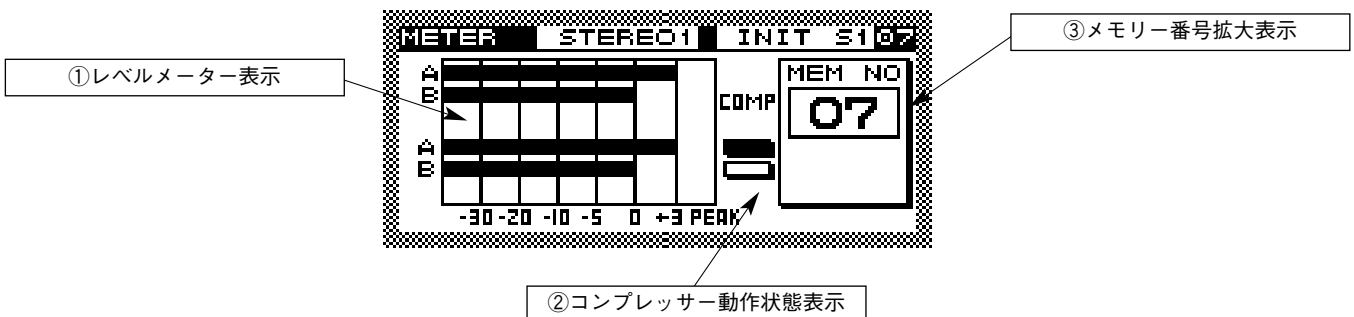 METER STEREO1 INIT S1 07
③メモリー番号拡大表示
①レベルメーター表示
A
B
COMP
MEM NO
07
A
B
-30 -20 -10 -5 0 +3 PEAK
②コンプレッサー動作状態表示